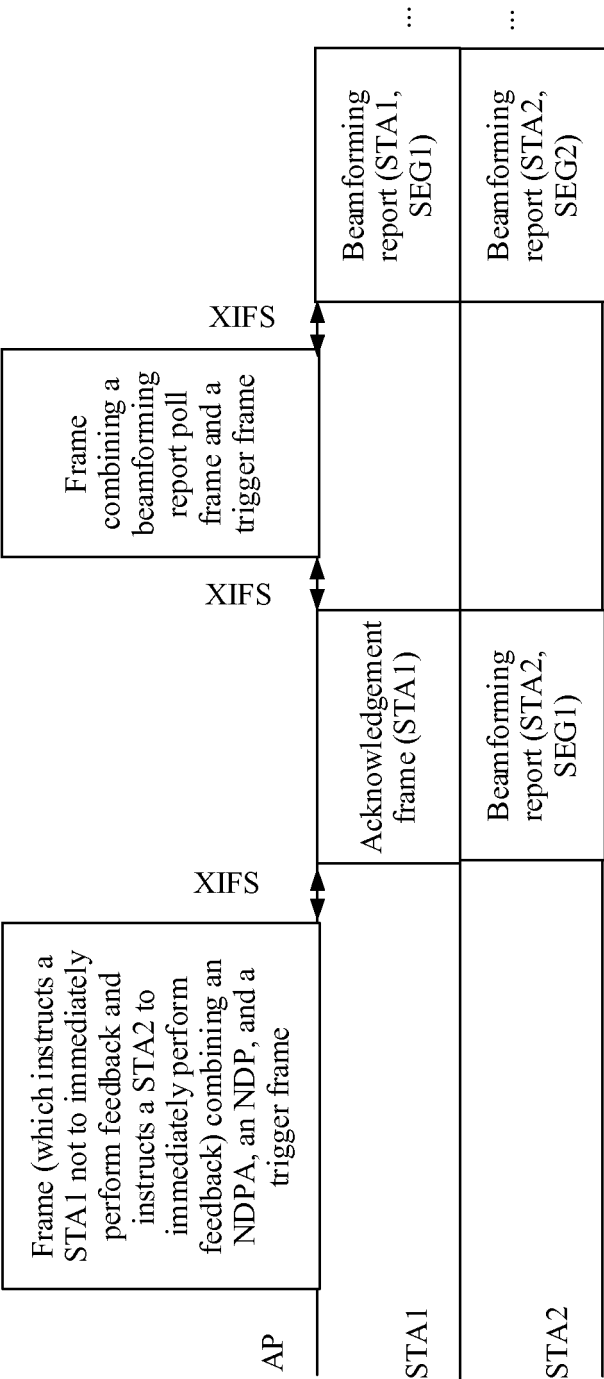 AP
Frame (which instructs a
STA1 not to immediately
perform feedback and
instructs a STA2 to
immediately perform
feedback) combining an
NDPA, an NDP, and a
trigger frame
XIFS
XIFS
Frame
combining a
beamforming
report poll
frame and a
trigger frame
XIFS
STA1
Acknowledgement
frame (STA1)
Beamforming
report (STA1,
SEG1)
...
STA2
Beamforming
report (STA2,
SEG1)
Beamforming
report (STA2,
SEG2)
...